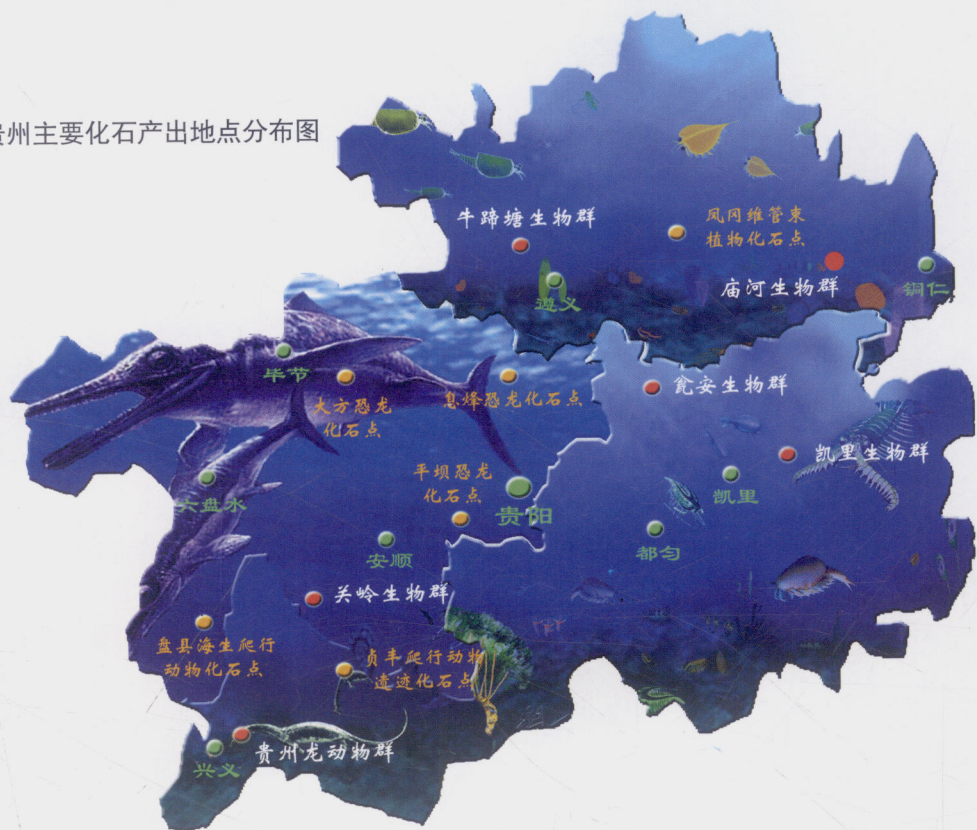 贵州主要化石产出地点分布图
牛蹄塘生物群
凤冈维管束
植物化石点
遵义
庙河生物群
铜仁
毕节
大方恐龙
化石点
息烽恐龙化石点
瓮安生物群
凯里生物群
六盘水
平坝恐龙
化石点
贵阳
凯里
安顺
都匀
关岭生物群
盘县海生爬行
动物化石点
贞丰爬行动物
遗迹化石点
兴义
贵州龙动物群